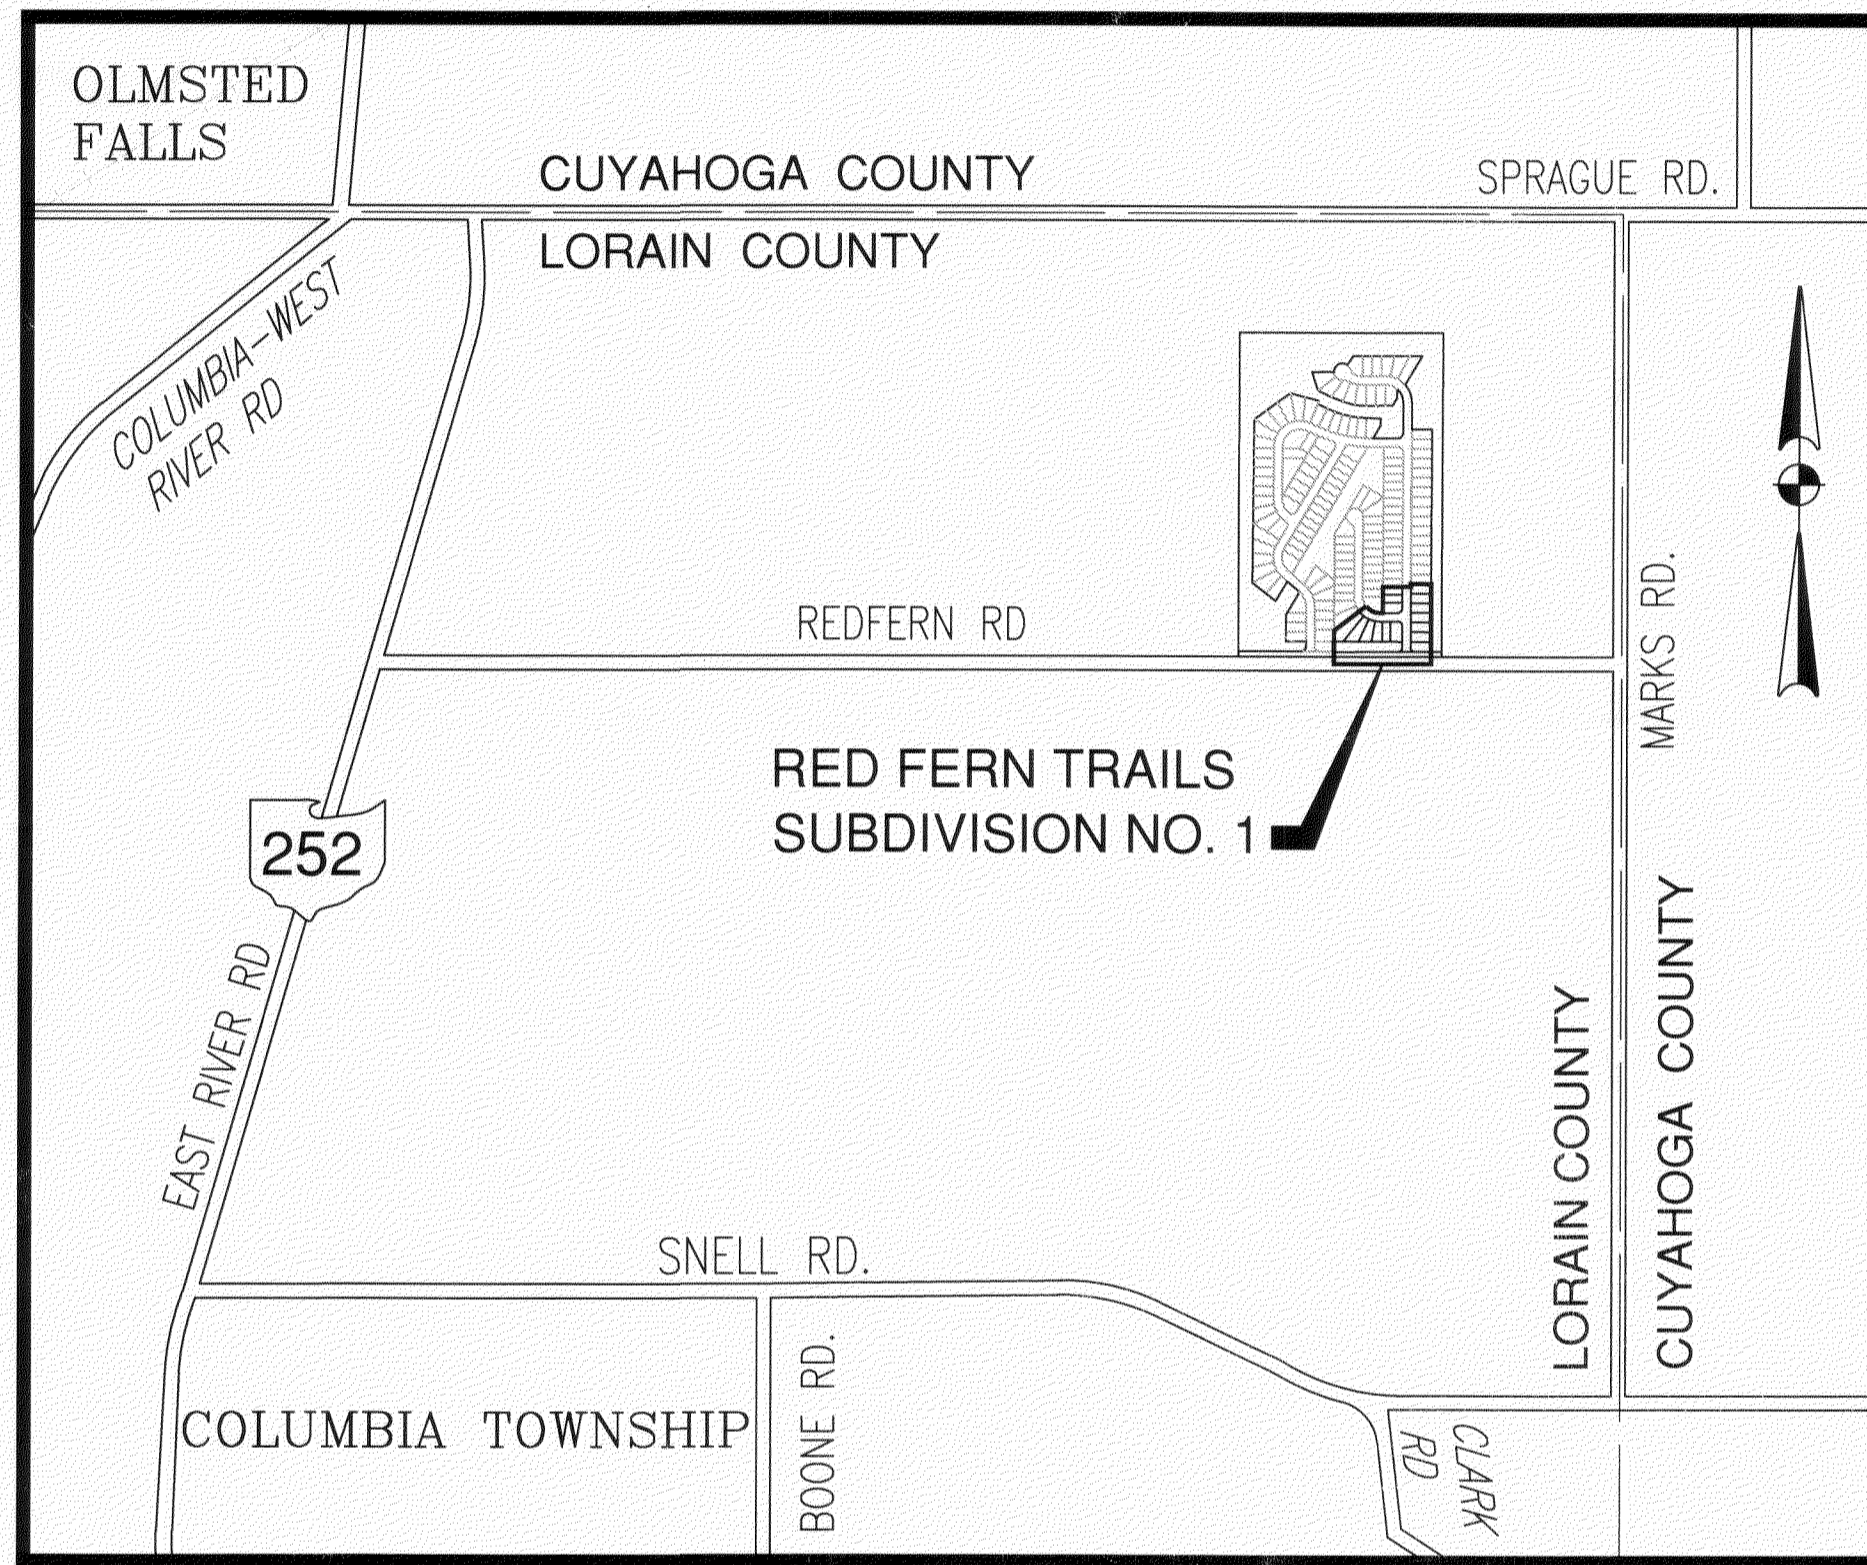 OLMSTED
FALLS
CUYAHOGA COUNTY
SPRAGUE RD.
LORAIN COUNTY
COLUMBIA-WEST
RIVER RD
REDFERN RD
MARKS RD.
RED FERN TRAILS
SUBDIVISION NO. 1
252
EAST RIVER RD
LORAIN COUNTY
CUYAHOGA COUNTY
SNELL RD.
COLUMBIA TOWNSHIP
BOONE RD.
CLARK
RD